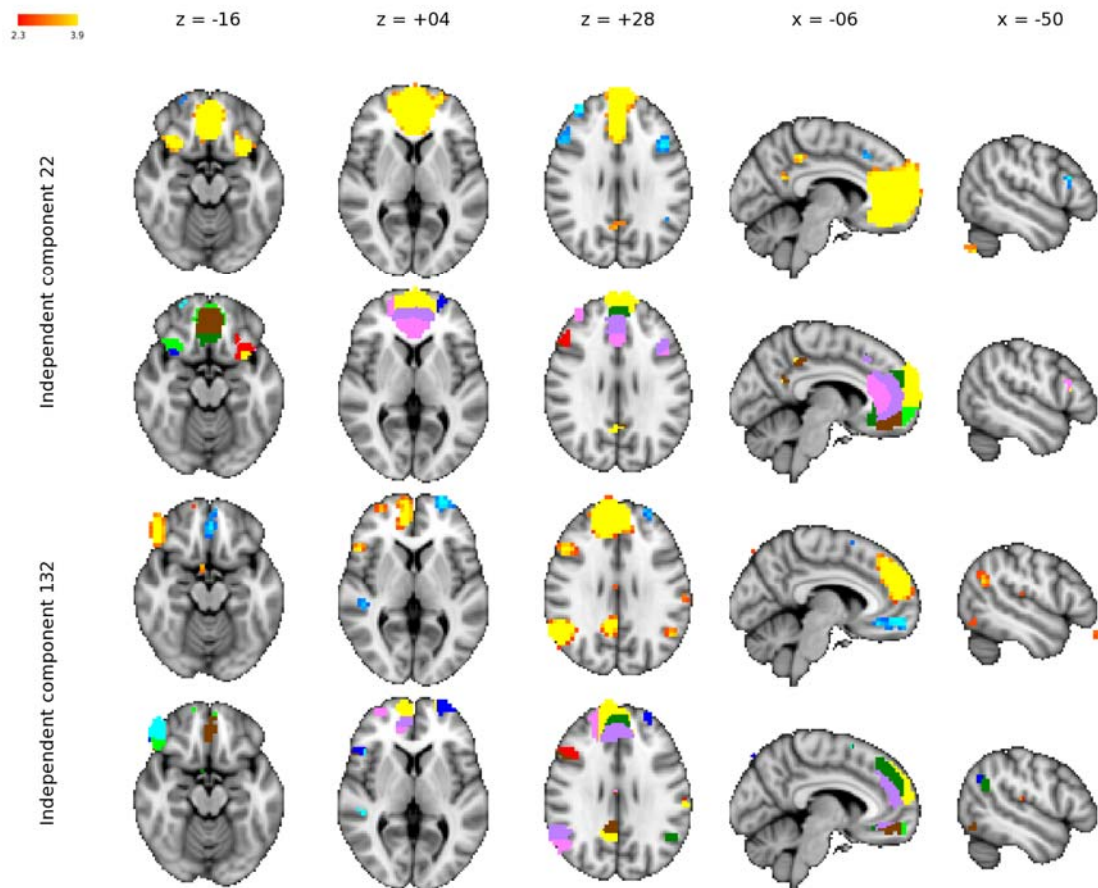 z = -16 z = +04 z = +28 x = -06 x = -50
2.3 3.9
Independent component 22
Independent component 132